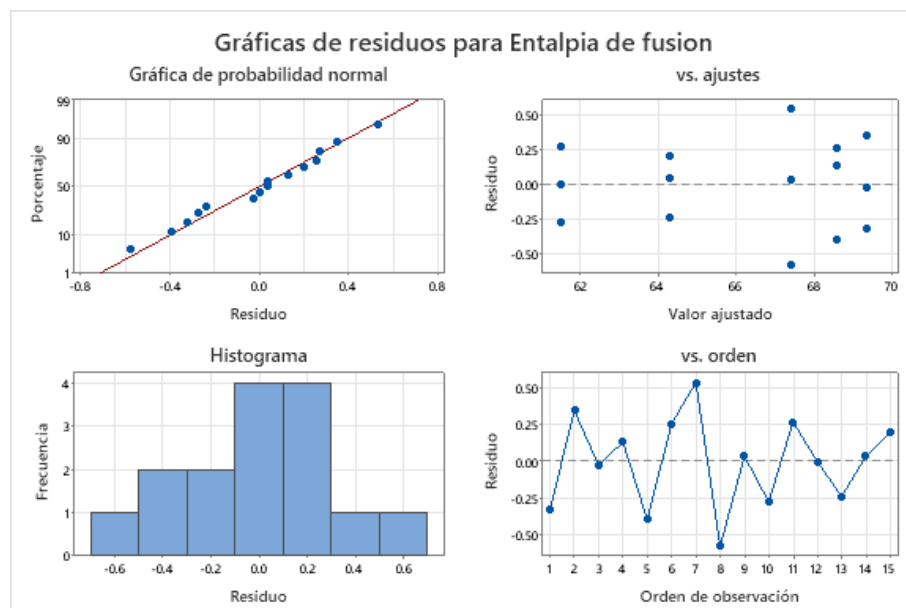 Gráficas de residuos para Entalpia de fusion
Gráfica de probabilidad normal
99
90
50
10
1
Porcentaje
-0.8
-0.4
0.0
0.4
0.8
Residuo
vs. ajustes
0.50
0.25
0.00
-0.25
-0.50
Residuo
62
64
66
68
70
Valor ajustado
Histograma
4
3
2
1
0
Frecuencia
-0.6
-0.4
-0.2
0.0
0.2
0.4
0.6
Residuo
vs. orden
0.50
0.25
0.00
-0.25
-0.50
Residuo
1 2 3 4 5 6 7 8 9 10 11 12 13 14 15
Orden de observación